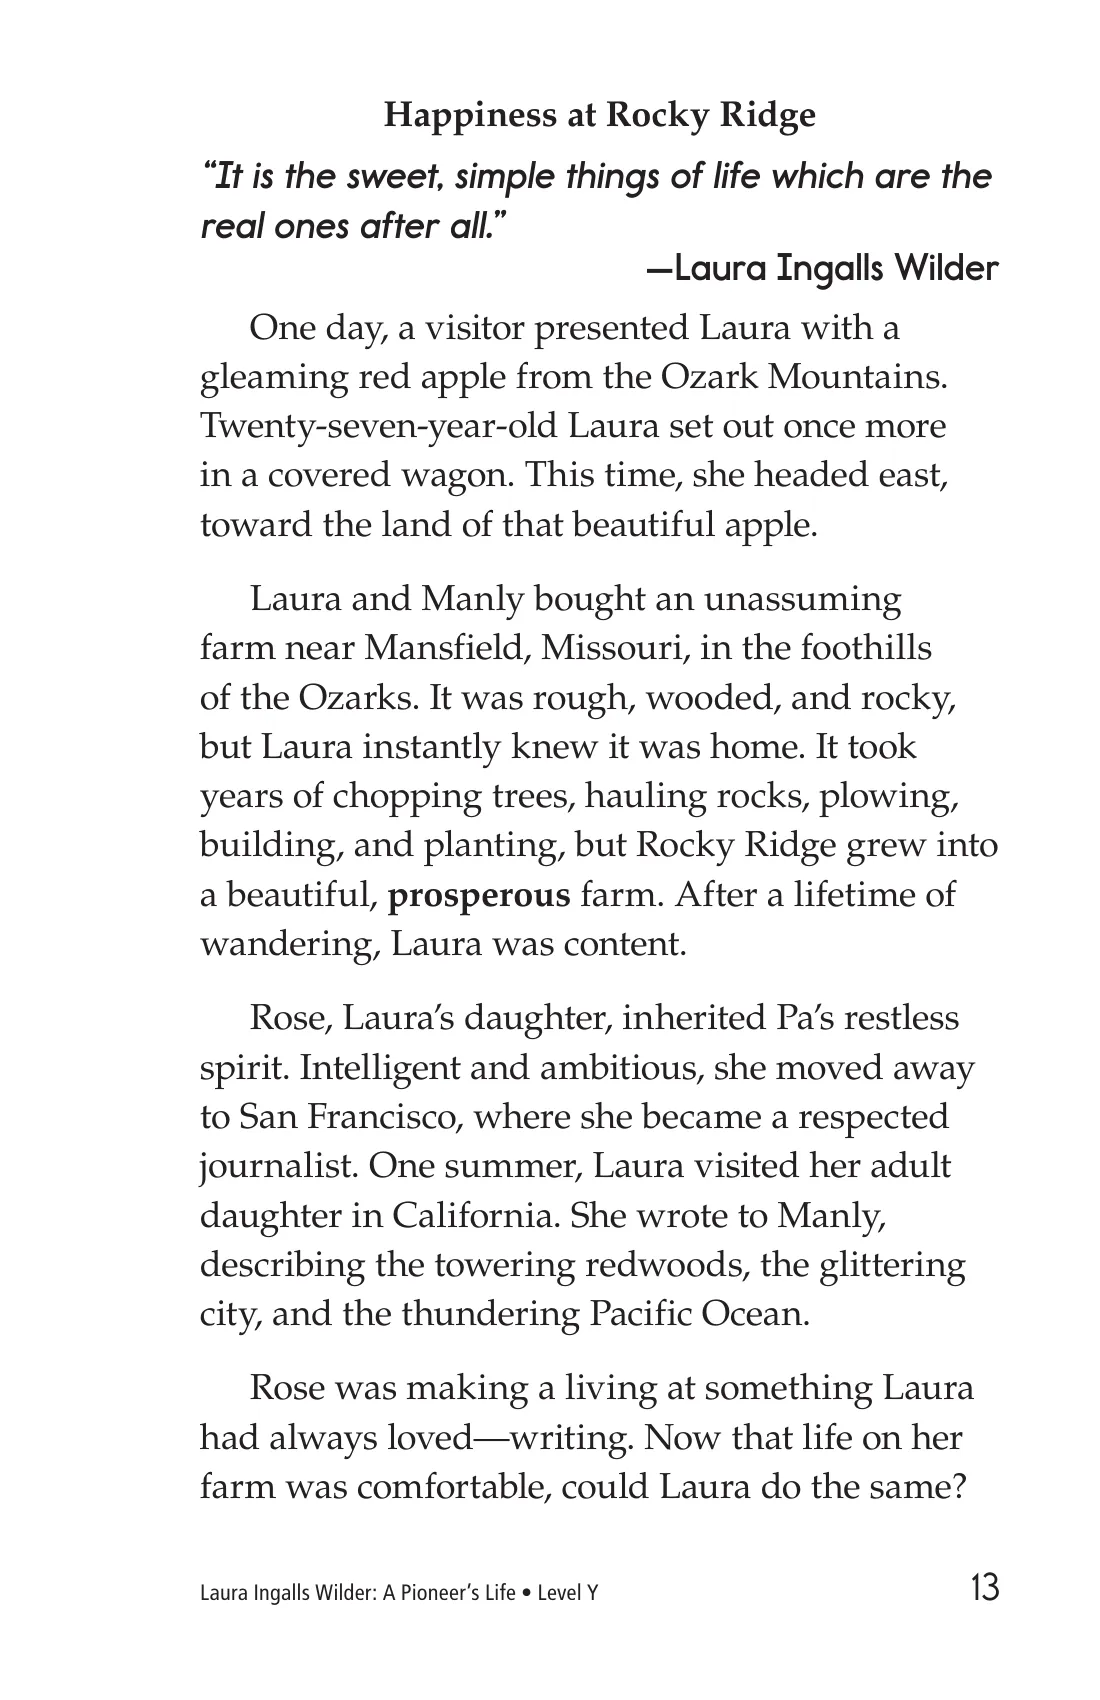 Happiness at Rocky Ridge
“It is the sweet, simple things of life which are the
real ones after all.”
—Laura Ingalls Wilder
One day, a visitor presented Laura with a
gleaming red apple from the Ozark Mountains.
Twenty-seven-year-old Laura set out once more
in a covered wagon. This time, she headed east,
toward the land of that beautiful apple.
Laura and Manly bought an unassuming
farm near Mansfield, Missouri, in the foothills
of the Ozarks. It was rough, wooded, and rocky,
but Laura instantly knew it was home. It took
years of chopping trees, hauling rocks, plowing,
building, and planting, but Rocky Ridge grew into
a beautiful, prosperous farm. After a lifetime of
wandering, Laura was content.
Rose, Laura’s daughter, inherited Pa’s restless
spirit. Intelligent and ambitious, she moved away
to San Francisco, where she became a respected
journalist. One summer, Laura visited her adult
daughter in California. She wrote to Manly,
describing the towering redwoods, the glittering
city, and the thundering Pacific Ocean.
Rose was making a living at something Laura
had always loved—writing. Now that life on her
farm was comfortable, could Laura do the same?
Laura Ingalls Wilder: A Pioneer’s Life • Level Y 13